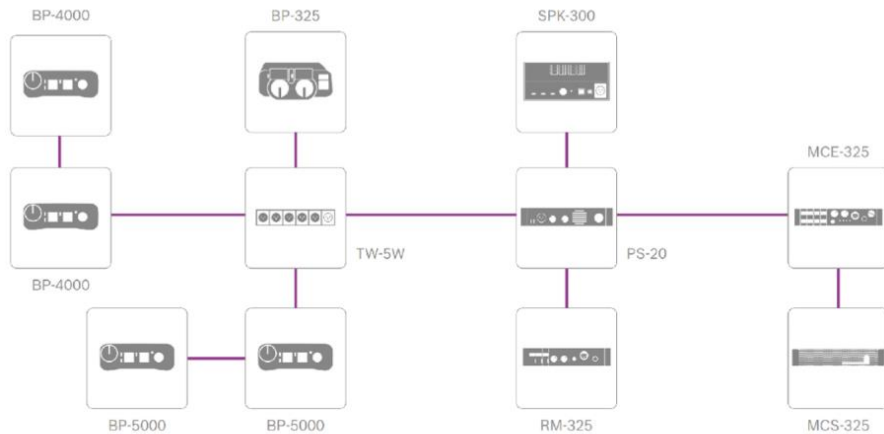 BP-4000
BP-325
SPK-300
MCE-325
BP-4000
TW-5W
PS-20
BP-5000
BP-5000
RM-325
MCS-325